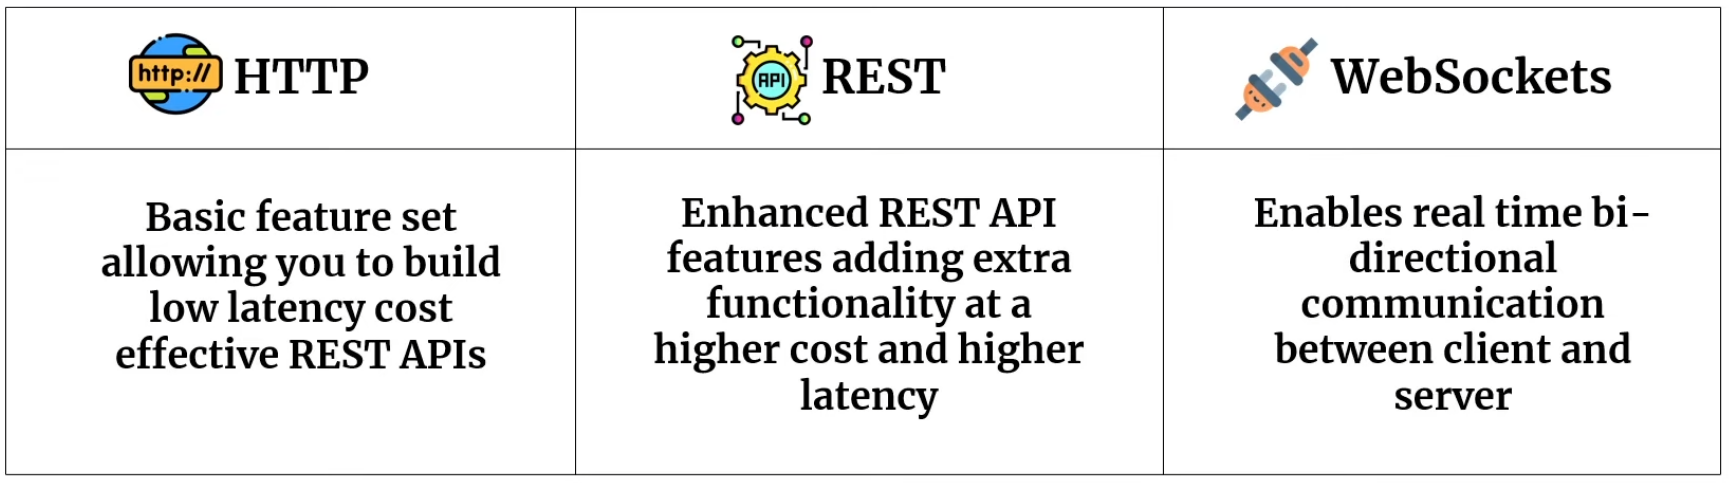 http://
HTTP
API
REST
WebSockets
Basic feature set
allowing you to build
low latency cost
effective REST APIs
Enhanced REST API
features adding extra
functionality at a
higher cost and higher
latency
Enables real time bi-
directional
communication
between client and
server